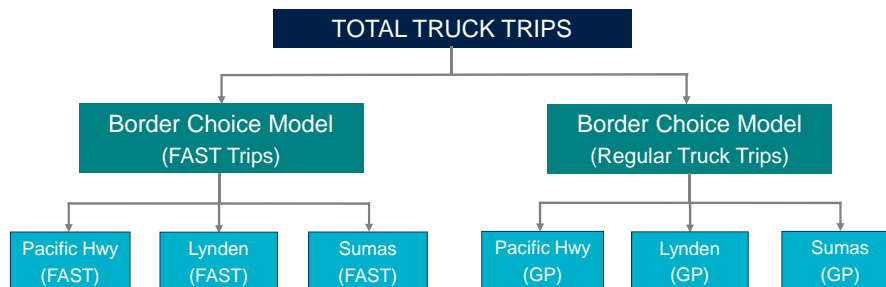 TOTAL TRUCK TRIPS
Border Choice Model
(FAST Trips)
Border Choice Model
(Regular Truck Trips)
Pacific Hwy
(FAST)
Lynden
(FAST)
Sumas
(FAST)
Pacific Hwy
(GP)
Lynden
(GP)
Sumas
(GP)